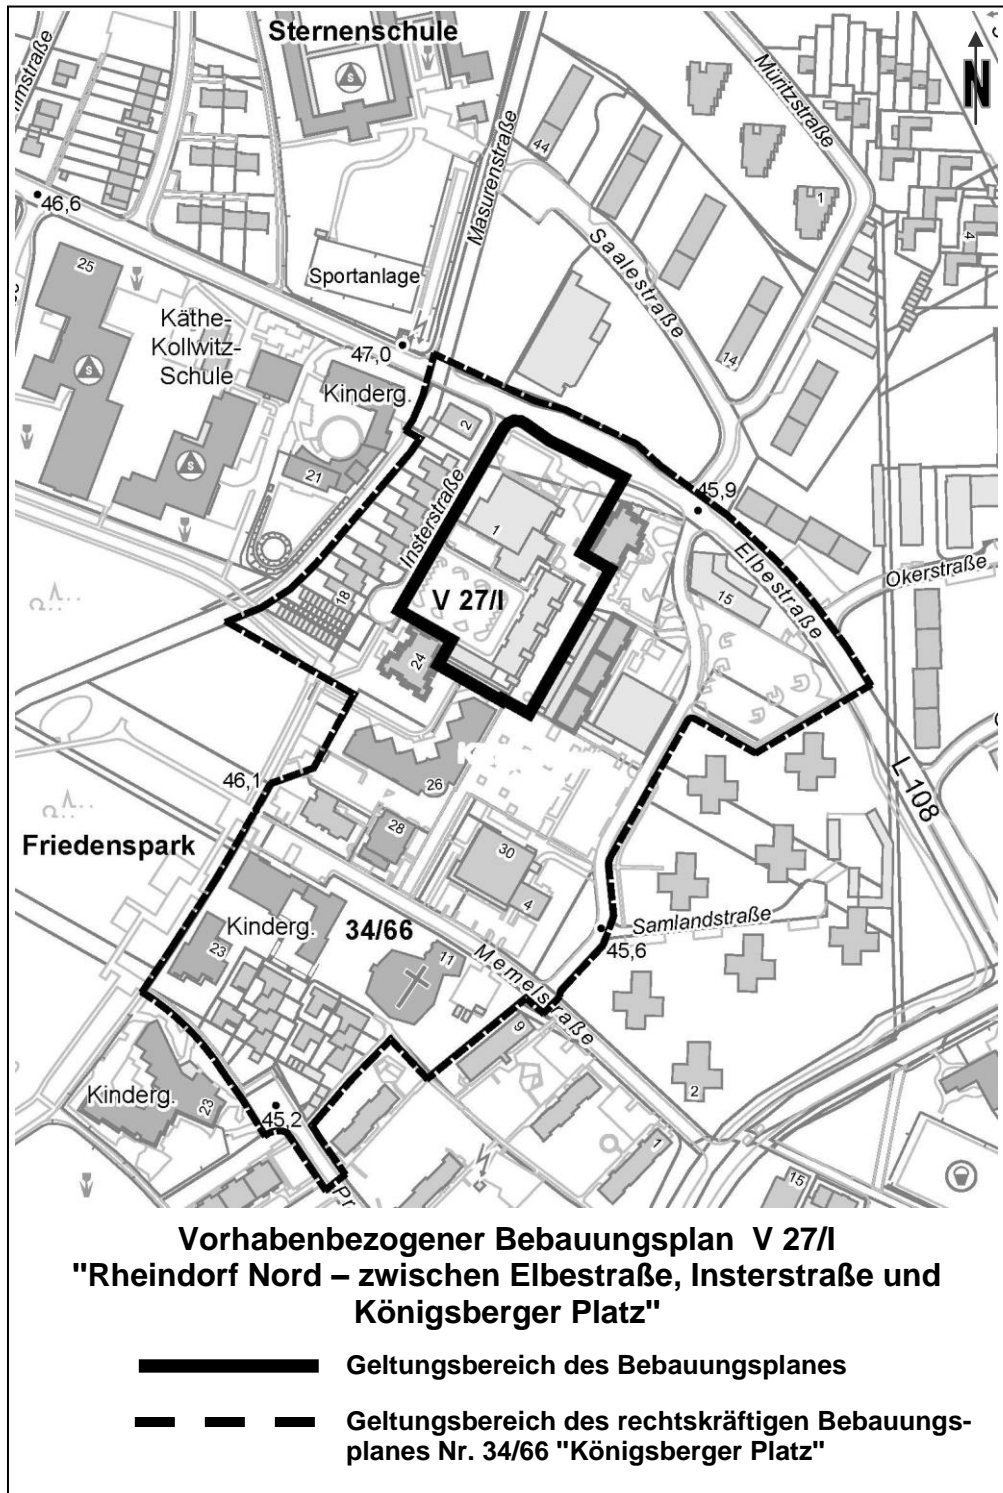 Sternenschule
N
Müritzstraße
Masurenstraße
44
1
4
46,6
Saalestraße
25
Sportanlage
Käthe-
Kollwitz-
Schule
47,0
14
Kinderg.
2
S
S
S
21
Insterstraße
45,9
1
Elbestraße
Okerstraße
18
V 27/I
15
24
46,1
26
L 108
Friedenspark
28
30
4
Kinderg.
34/66
Samlandstraße
23
11
45,6
Memelstraße
9
Kinderg.
23
45,2
2
1
15
Pr
Vorhabenbezogener Bebauungsplan V 27/I
"Rheindorf Nord – zwischen Elbestraße, Insterstraße und
Königsberger Platz"
Geltungsbereich des Bebauungsplanes
Geltungsbereich des rechtskräftigen Bebauungs-
planes Nr. 34/66 "Königsberger Platz"